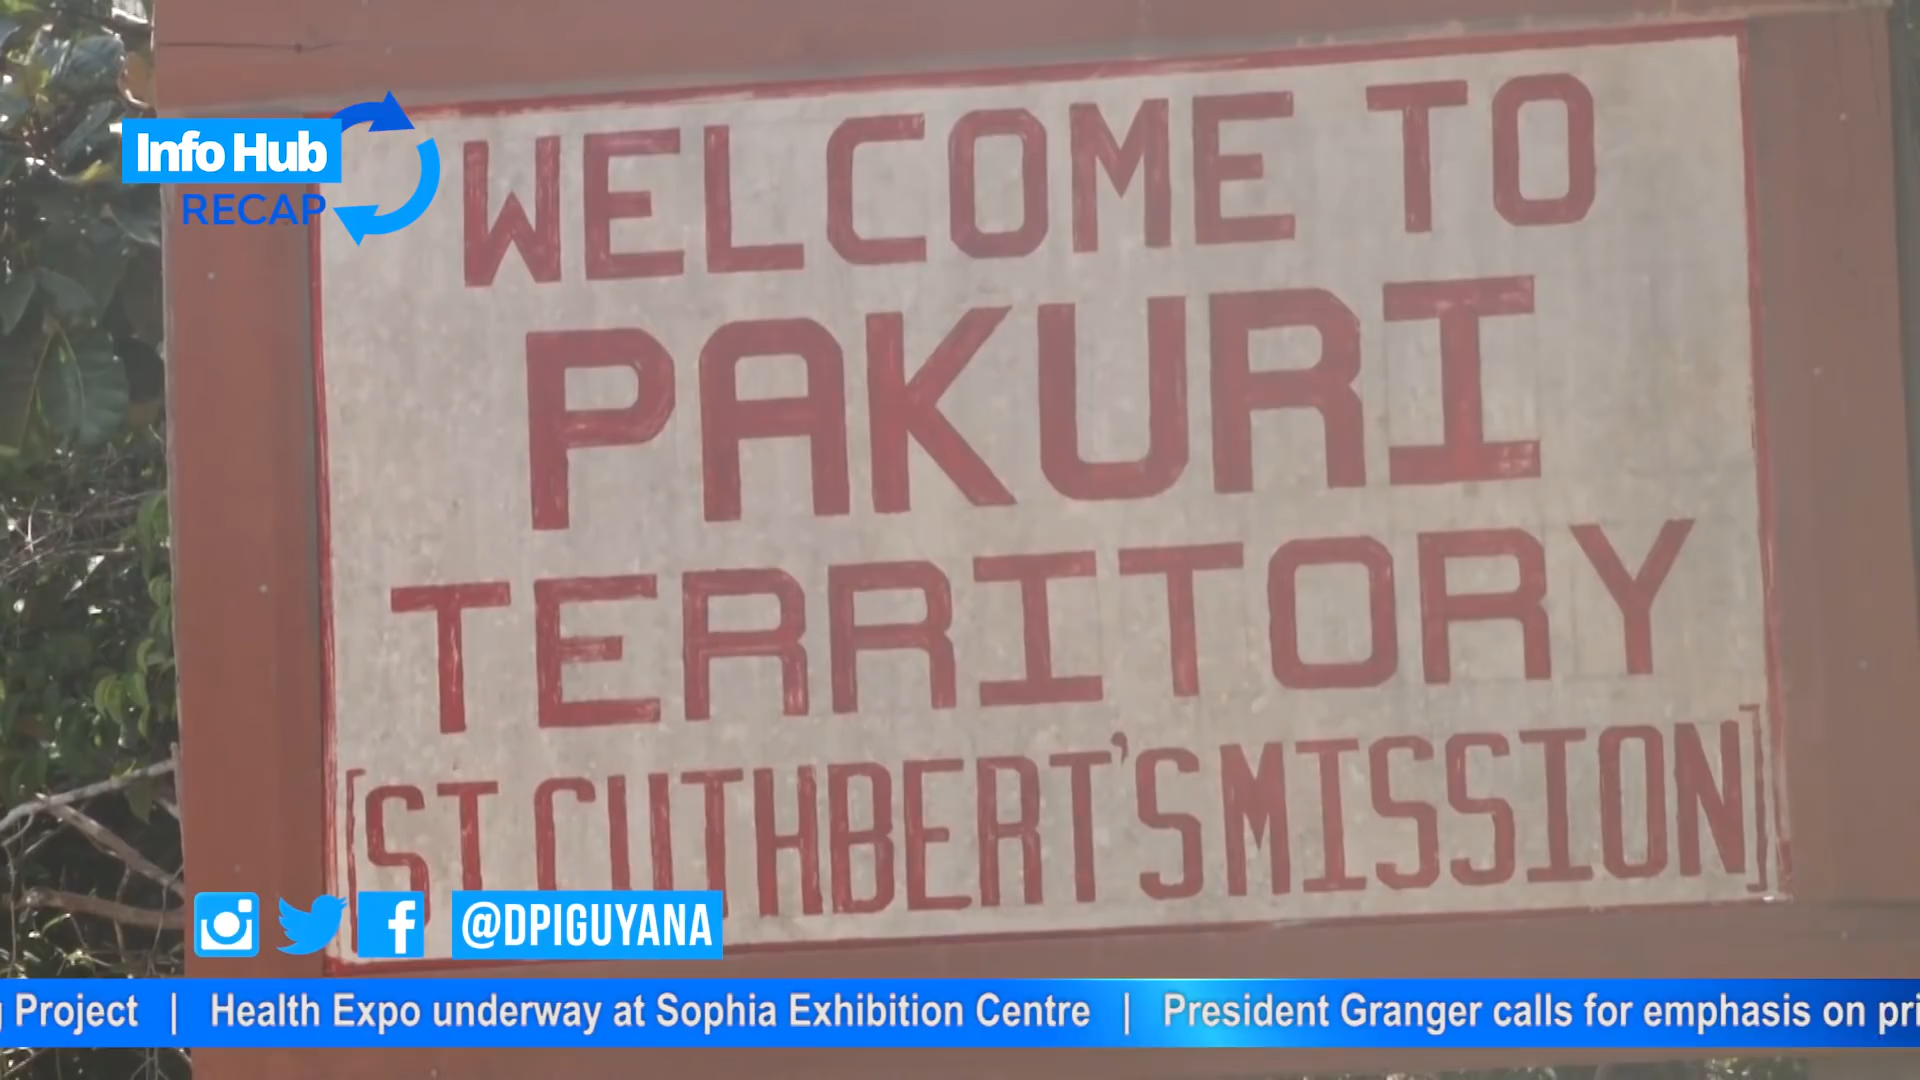 Info Hub
RECAP
WELCOME TO
PAKURI
TERRITORY
[ST CUTHBERT'S MISSION]
@DPIGUYANA
Project | Health Expo underway at Sophia Exhibition Centre | President Granger calls for emphasis on